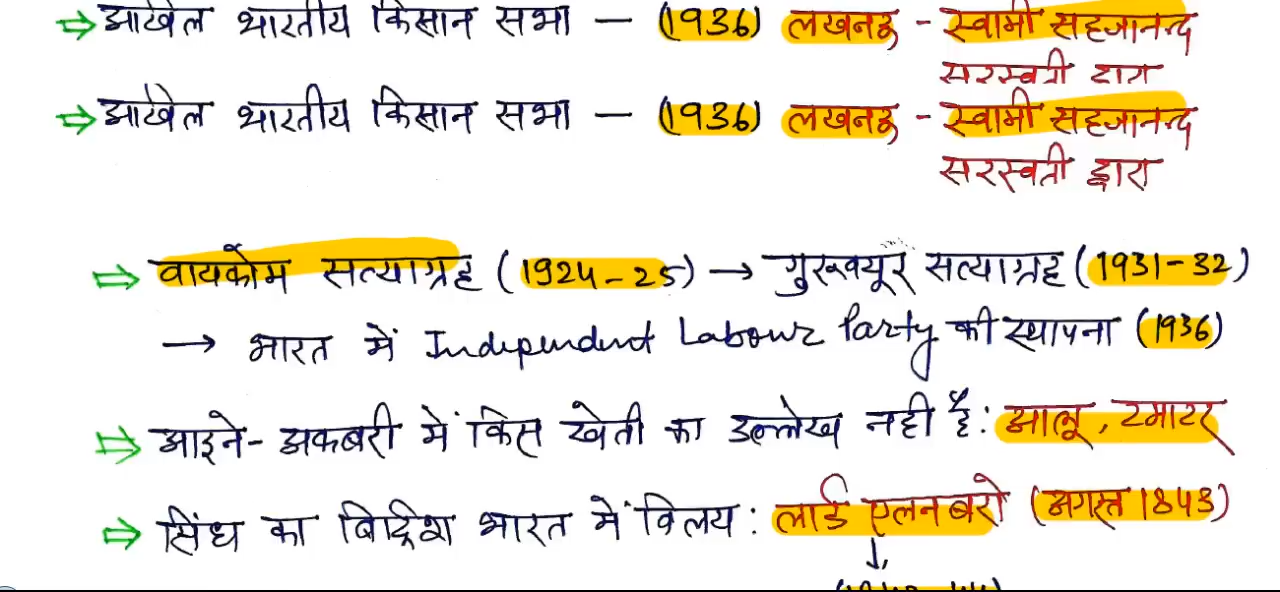 ⇒ अखिल भारतीय किसान सभा — (1936) लखनऊ - स्वामी सहजानन्द
सरस्वती द्वारा
⇒ अखिल भारतीय किसान सभा — (1936) लखनऊ - स्वामी सहजानन्द
सरस्वती द्वारा
⇒ वायकोम सत्याग्रह (1924-25) → गुरूवयूर सत्याग्रह (1931-32)
→ भारत में Independent Labour Party की स्थापना (1936)
⇒ आइने-अकबरी में किस खेती का उल्लेख नही है: आलू, टमाटर
⇒ सिंध का ब्रिटिश भारत में विलय: लार्ड एलनबरो (अगस्त 1843)
↓